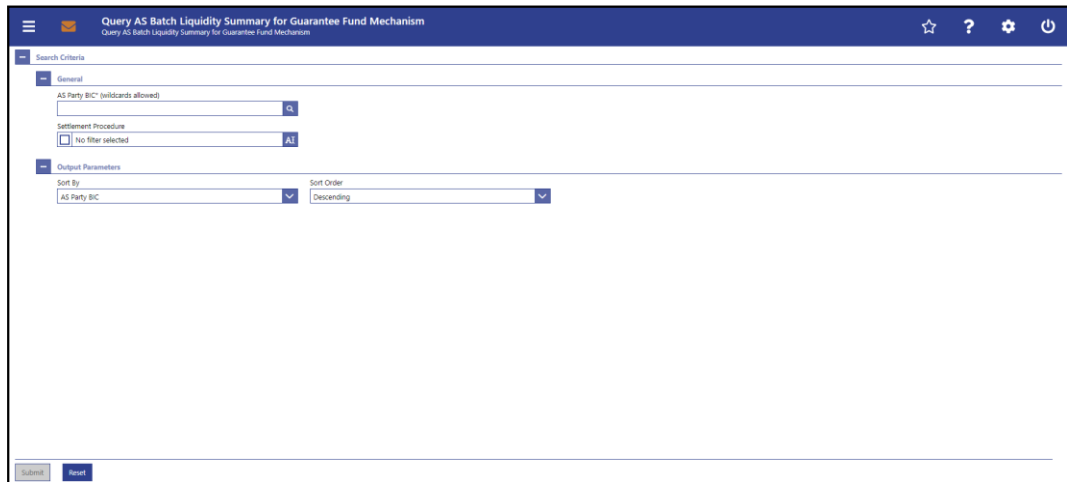 Query AS Batch Liquidity Summary for Guarantee Fund Mechanism
Query AS Batch Liquidity Summary for Guarantee Fund Mechanism
Search Criteria
General
AS Party BIC* (wildcards allowed)
Settlement Procedure
No filter selected
AI
Output Parameters
Sort By Sort Order
AS Party BIC Descending
Submit Reset